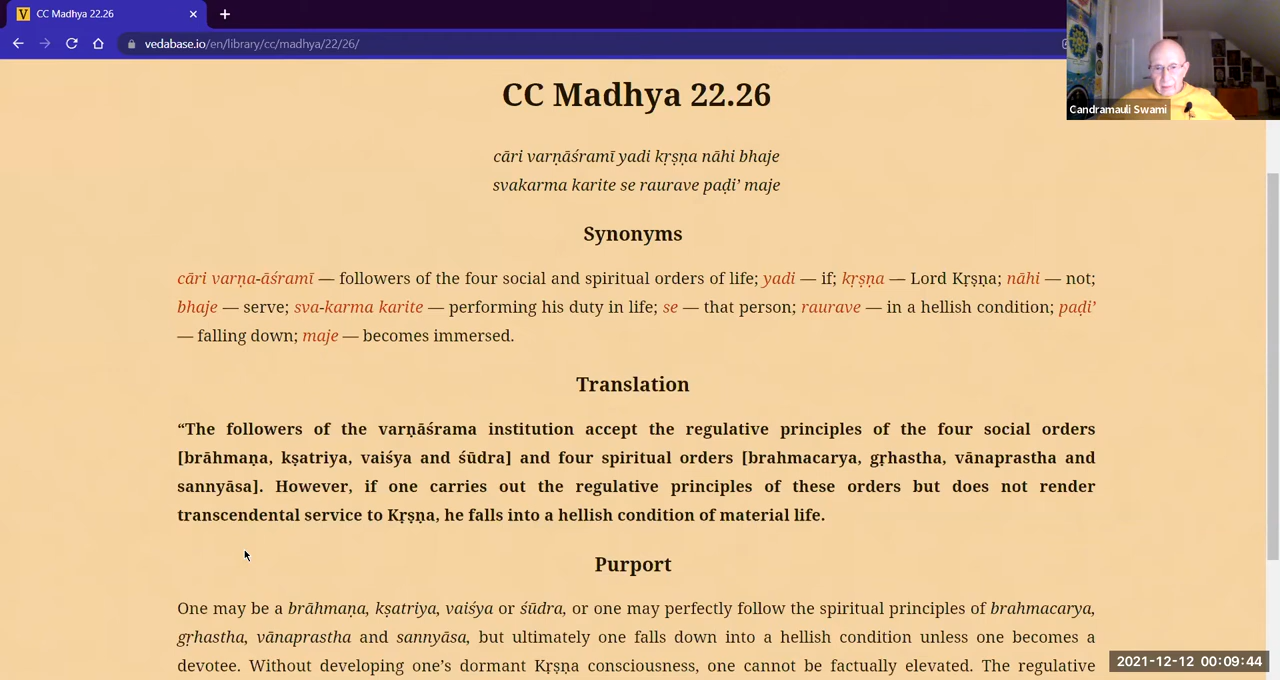 CC Madhya 22.26
vedabase.io/en/library/cc/madhya/22/26/
Candramauli Swami
CC Madhya 22.26
cāri varṇāśramī yadi kṛṣṇa nāhi bhaje
svakarma karite se raurave paḍi’ maje
Synonyms
cāri varṇa-āśramī — followers of the four social and spiritual orders of life; yadi — if; kṛṣṇa — Lord Kṛṣṇa; nāhi — not;
bhaje — serve; sva-karma karite — performing his duty in life; se — that person; raurave — in a hellish condition; paḍi’
— falling down; maje — becomes immersed.
Translation
“The followers of the varṇāśrama institution accept the regulative principles of the four social orders
[brāhmaṇa, kṣatriya, vaiśya and śūdra] and four spiritual orders [brahmacarya, gṛhastha, vānaprastha and
sannyāsa]. However, if one carries out the regulative principles of these orders but does not render
transcendental service to Kṛṣṇa, he falls into a hellish condition of material life.
Purport
One may be a brāhmaṇa, kṣatriya, vaiśya or śūdra, or one may perfectly follow the spiritual principles of brahmacarya,
gṛhastha, vānaprastha and sannyāsa, but ultimately one falls down into a hellish condition unless one becomes a
devotee. Without developing one’s dormant Kṛṣṇa consciousness, one cannot be factually elevated. The regulative
2021-12-12 00:09:44